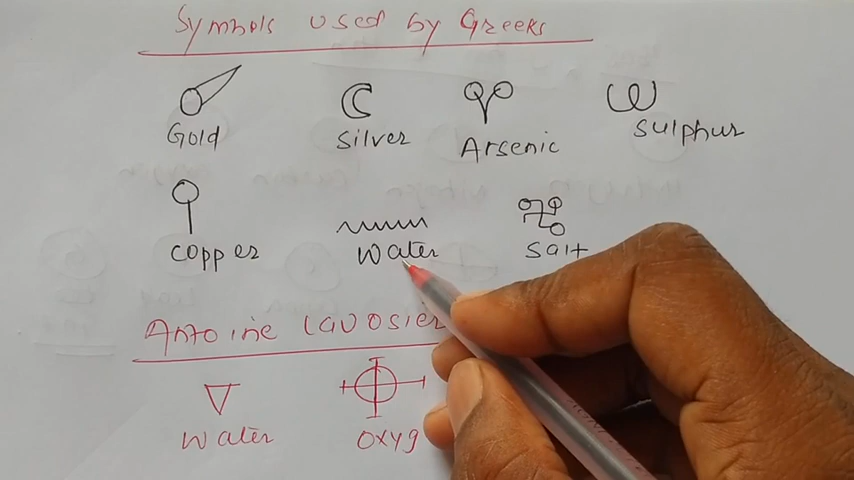 Symbols used by Greeks
Gold Silver Arsenic Sulphur
Copper Water Salt
Antoine Lavosier
Water Oxyg